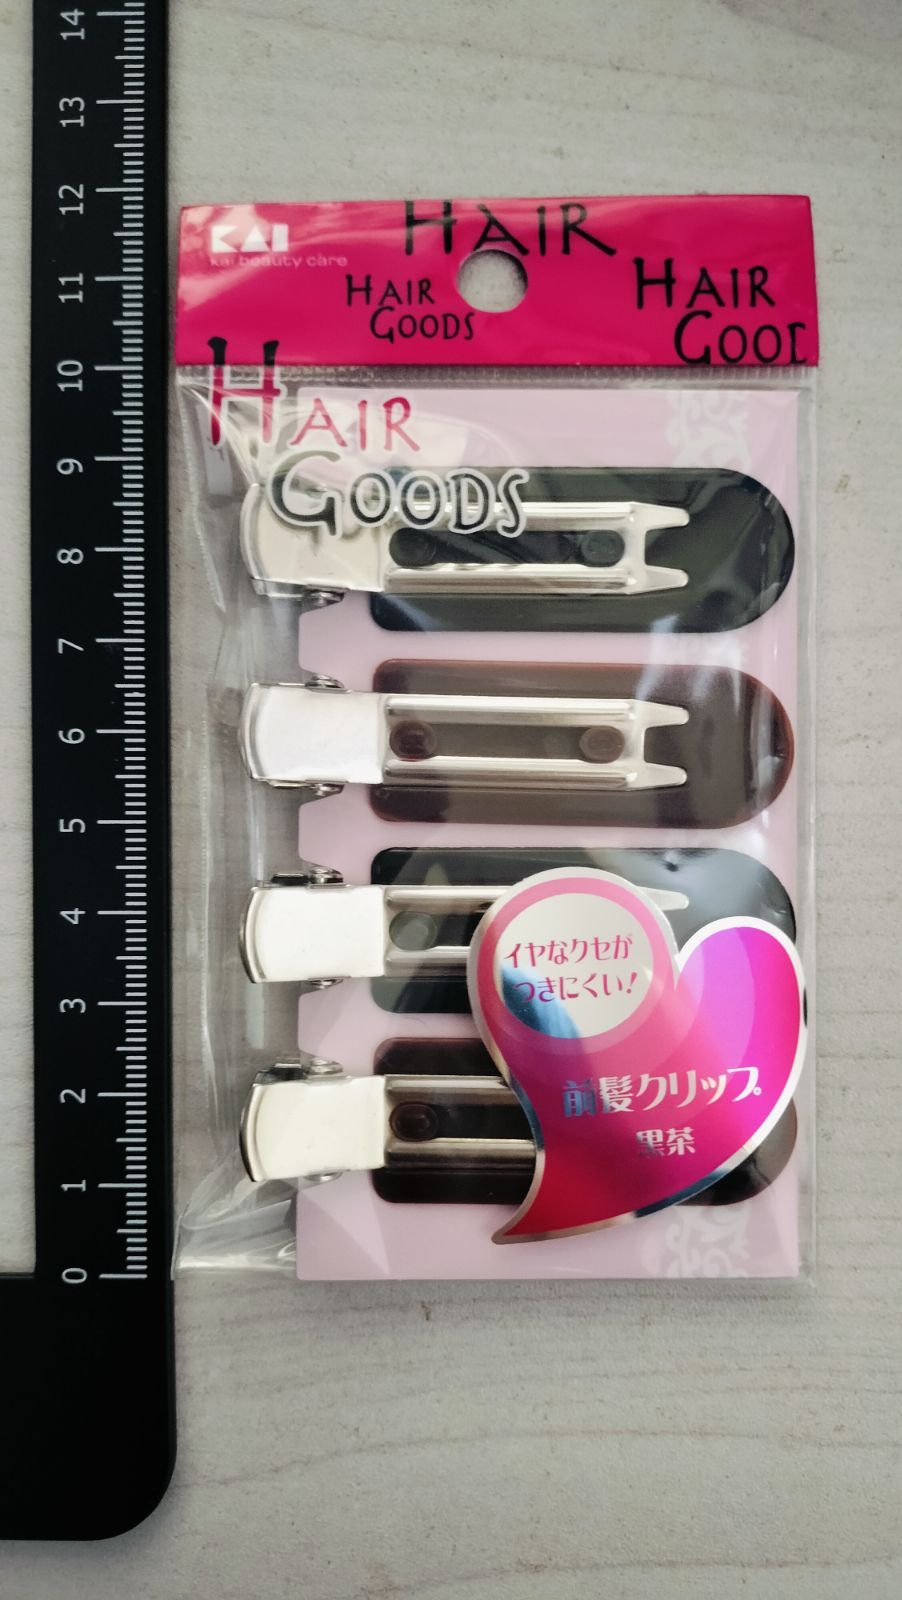 KAI
kai beauty care
HAIR
HAIR
GOODS
HAIR
GOOD
HAIR
GOODS
イヤなクセが
つきにくい!
前髪クリップ
黒茶
14
13
12
11
10
9
8
7
6
5
4
3
2
1
0